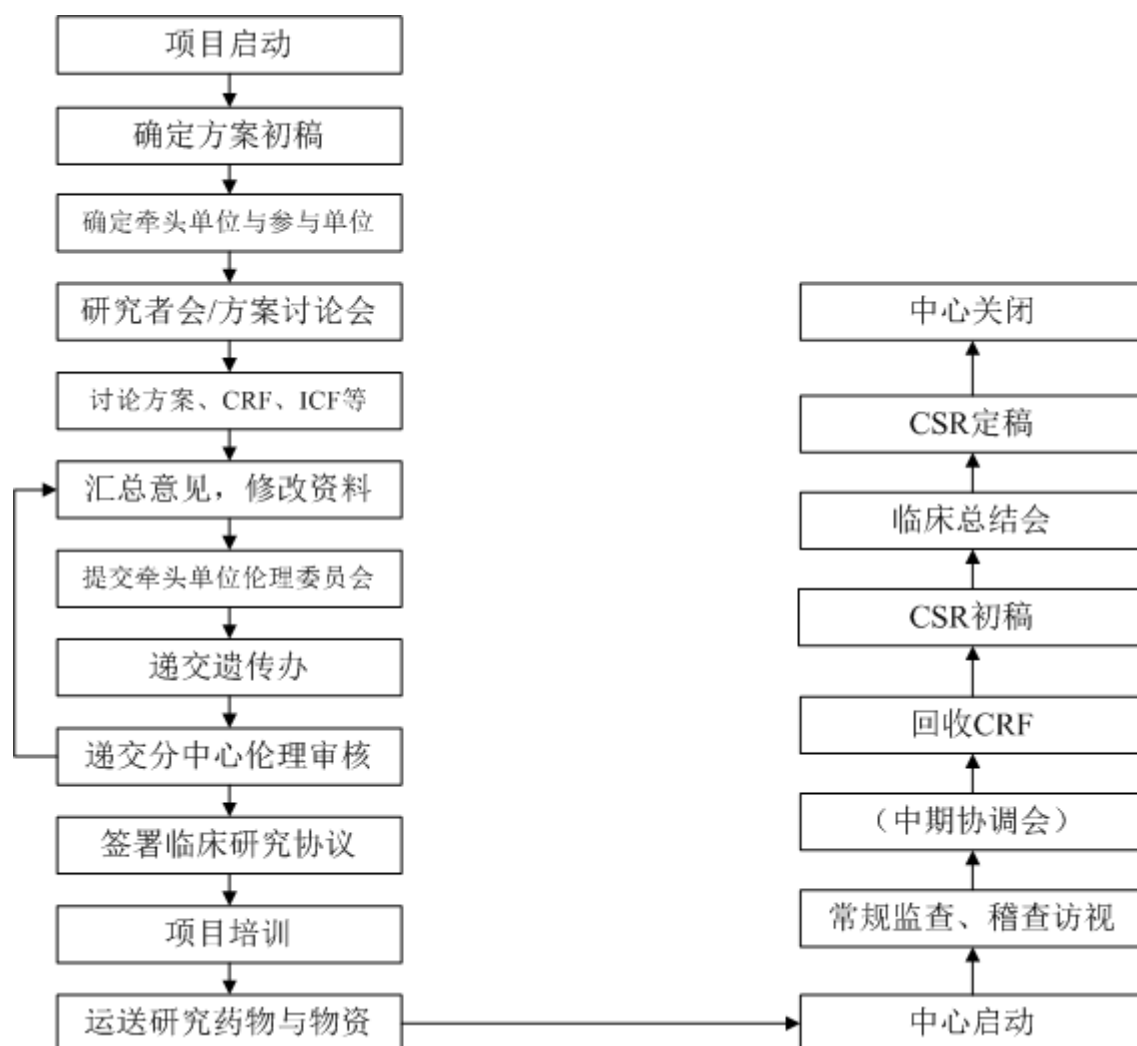 项目启动
确定方案初稿
确定牵头单位与参与单位
研究者会/方案讨论会
讨论方案、CRF、ICF等
汇总意见，修改资料
提交牵头单位伦理委员会
递交遗传办
递交分中心伦理审核
签署临床研究协议
项目培训
运送研究药物与物资
中心启动
常规监查、稽查访视
（中期协调会）
回收CRF
CSR初稿
临床总结会
CSR定稿
中心关闭